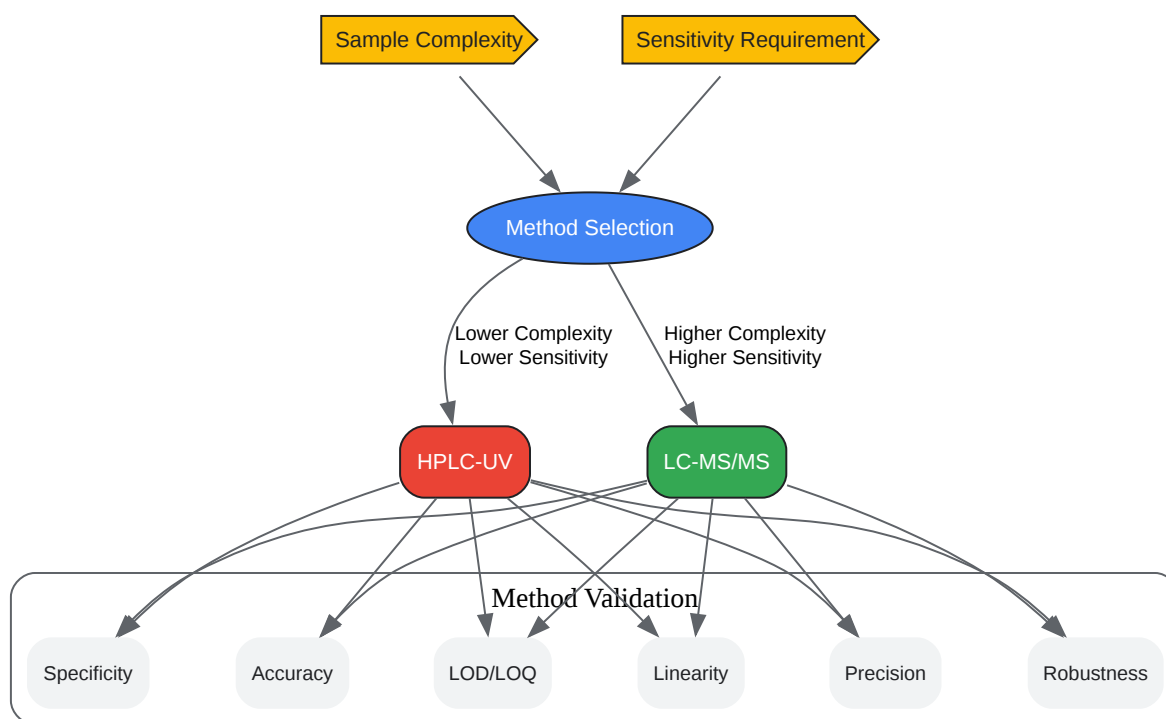 Sample Complexity
Sensitivity Requirement
Method Selection
Lower Complexity
Lower Sensitivity
Higher Complexity
Higher Sensitivity
HPLC-UV
LC-MS/MS
Method Validation
Specificity
Accuracy
LOD/LOQ
Linearity
Precision
Robustness